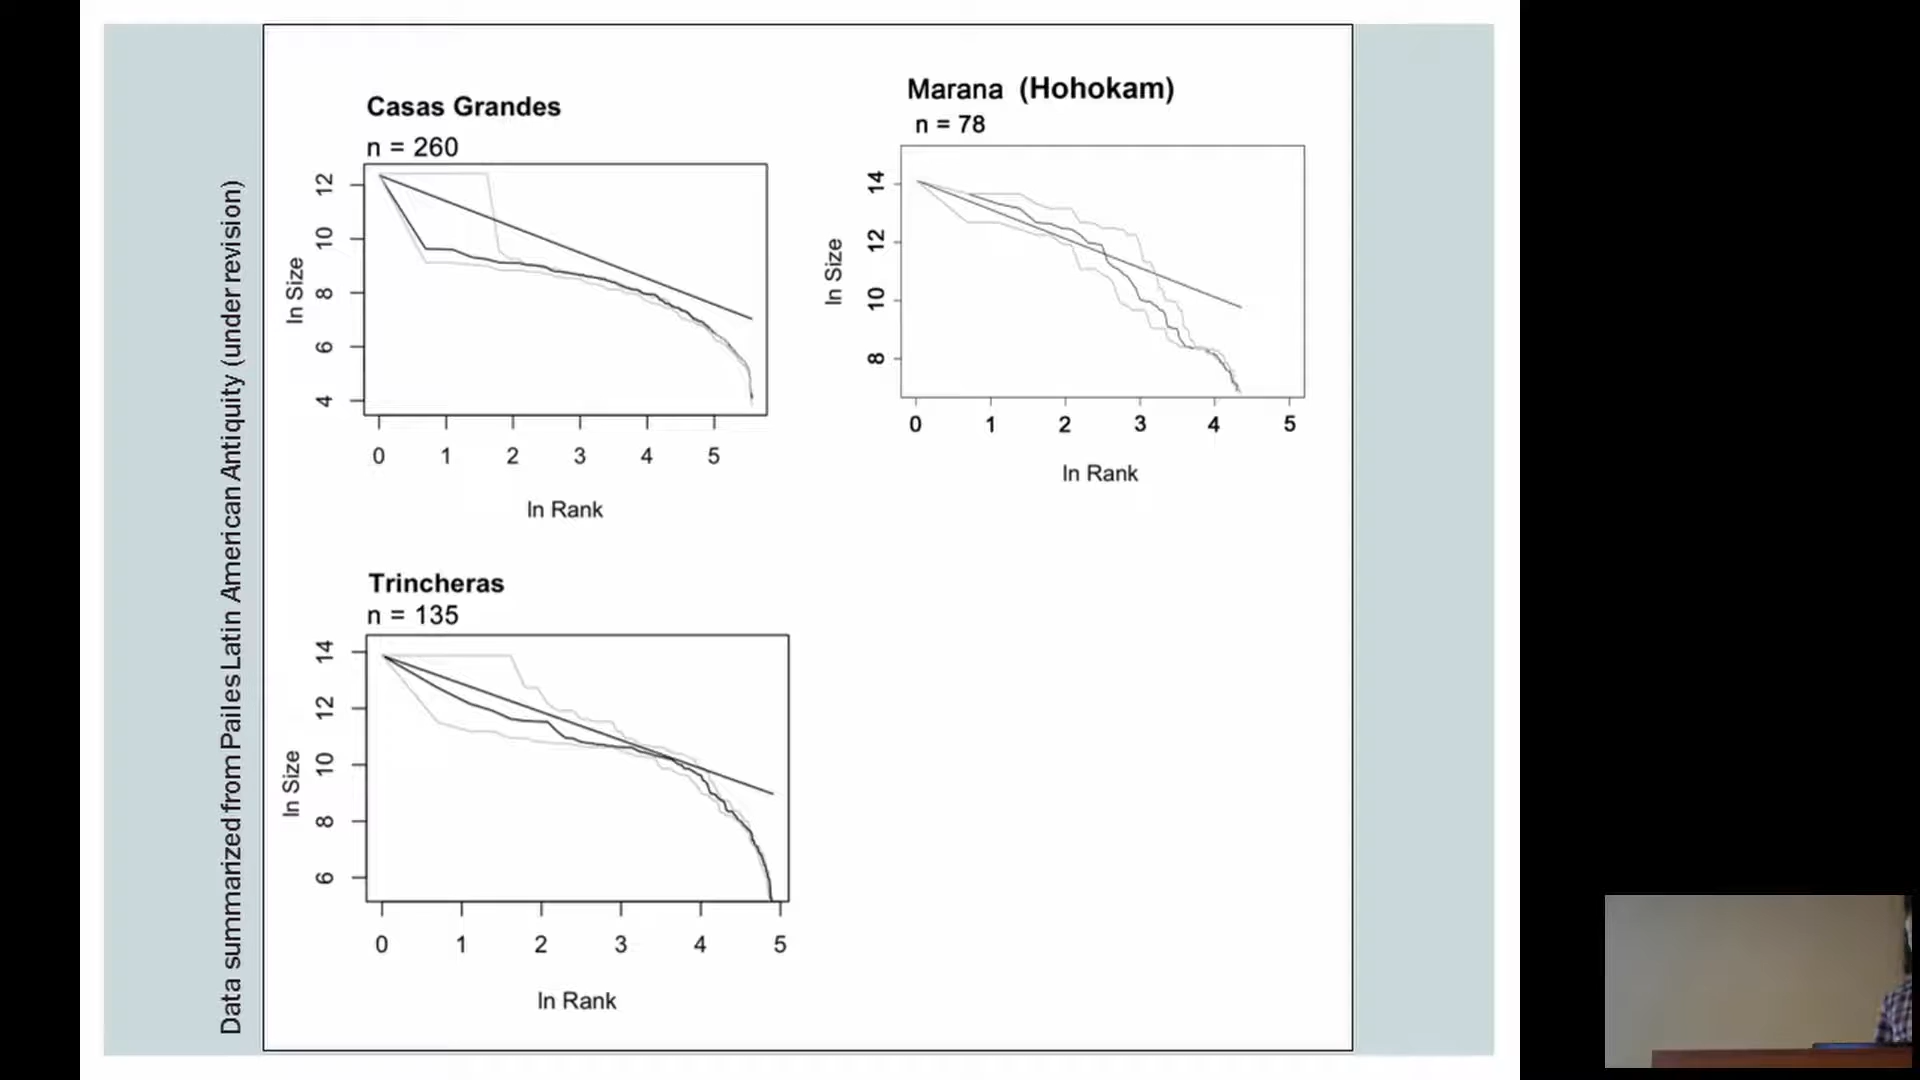 Data summarized from Pailes Latin American Antiquity (under revision)
Casas Grandes
n = 260
ln Size
12
10
8
6
4
0 1 2 3 4 5
ln Rank
Marana (Hohokam)
n = 78
ln Size
14
12
10
8
0 1 2 3 4 5
ln Rank
Trincheras
n = 135
ln Size
14
12
10
8
6
0 1 2 3 4 5
ln Rank